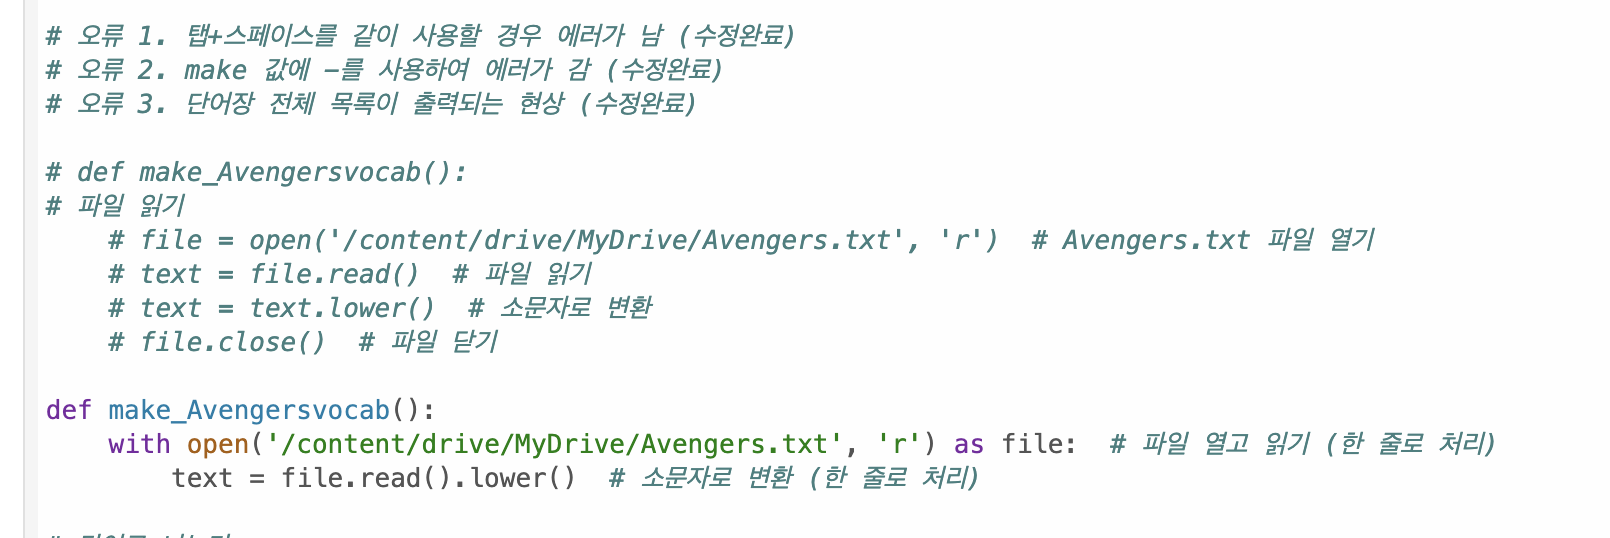 # 오류 1. 탭+스페이스를 같이 사용할 경우 에러가 남 (수정완료)
# 오류 2. make 값에 –를 사용하여 에러가 감 (수정완료)
# 오류 3. 단어장 전체 목록이 출력되는 현상 (수정완료)
# def make_Avengersvocab():
# 파일 읽기
# file = open('/content/drive/MyDrive/Avengers.txt', 'r')  # Avengers.txt 파일 열기
# text = file.read()  # 파일 읽기
# text = text.lower()  # 소문자로 변환
# file.close()  # 파일 닫기
def make_Avengersvocab():
with open('/content/drive/MyDrive/Avengers.txt', 'r') as file:  # 파일 열고 읽기 (한 줄로 처리)
text = file.read().lower()  # 소문자로 변환 (한 줄로 처리)